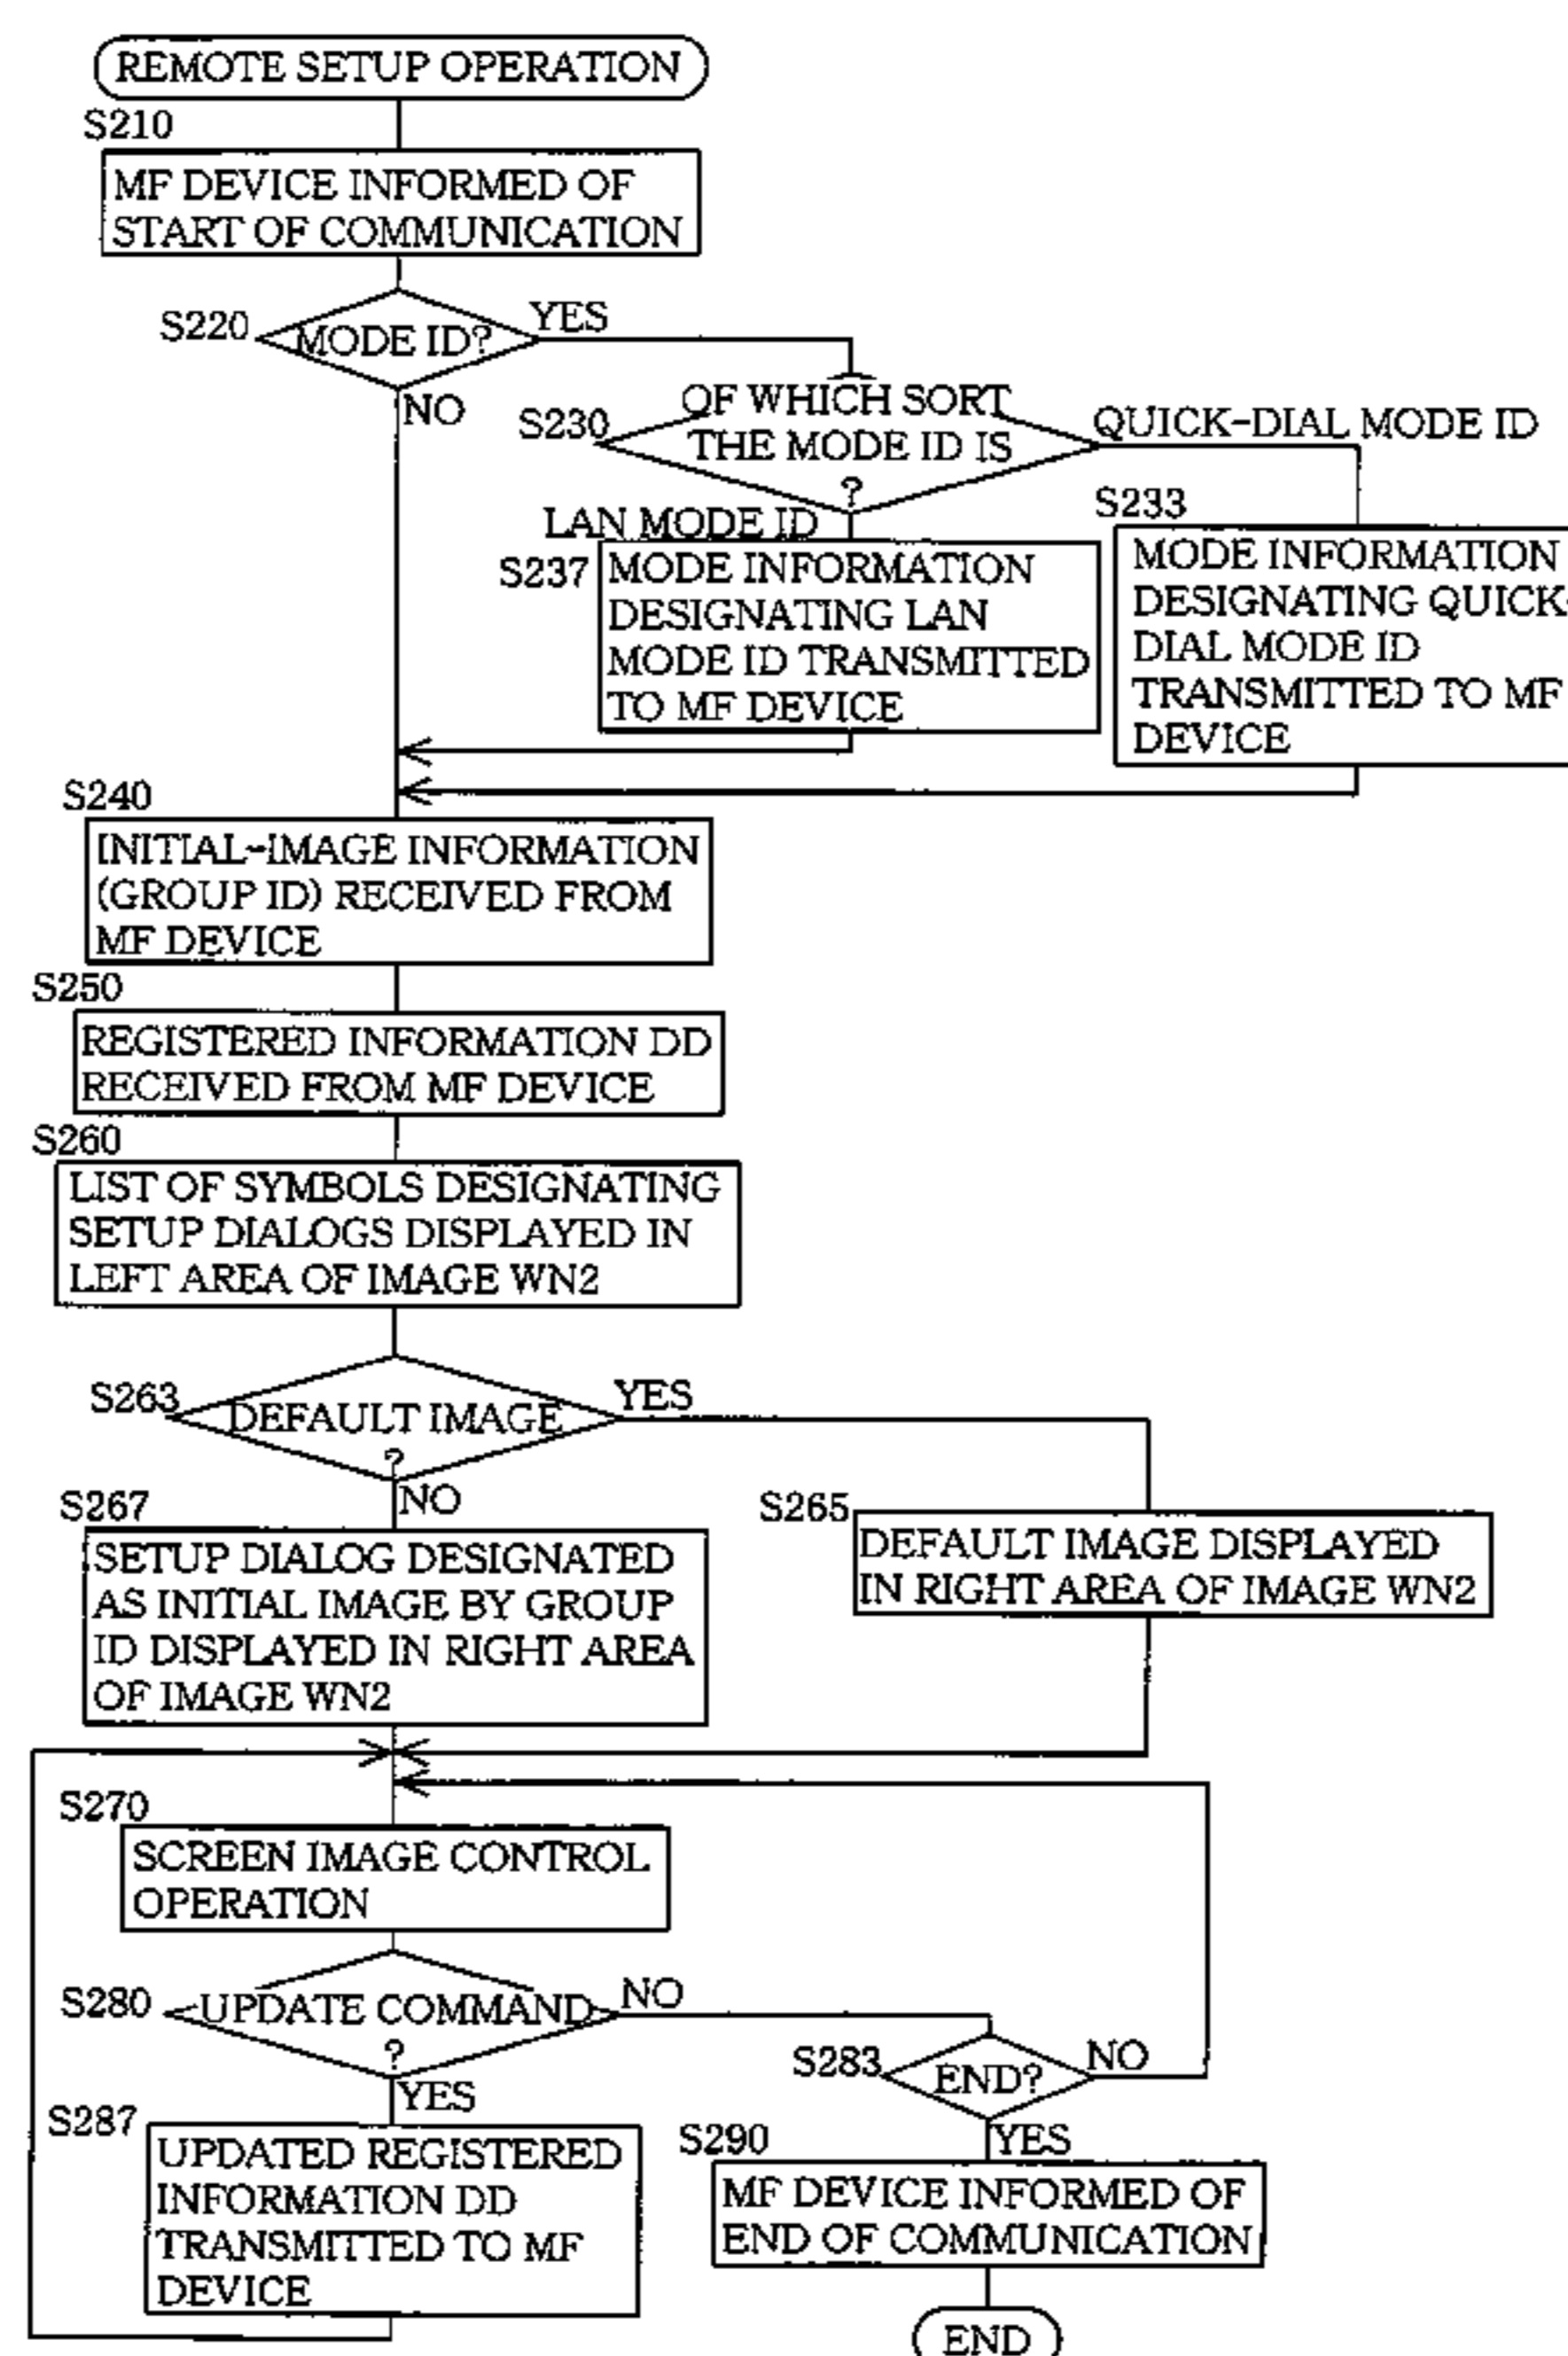 REMOTE SETUP OPERATION
S210
MF DEVICE INFORMED OF
START OF COMMUNICATION
S220
MODE ID?
YES
NO
S230
OF WHICH SORT
THE MODE ID IS
?
QUICK-DIAL MODE ID
LAN MODE ID
S237
MODE INFORMATION
DESIGNATING LAN
MODE ID TRANSMITTED
TO MF DEVICE
S233
MODE INFORMATION
DESIGNATING QUICK-
DIAL MODE ID
TRANSMITTED TO MF
DEVICE
S240
INITIAL-IMAGE INFORMATION
(GROUP ID) RECEIVED FROM
MF DEVICE
S250
REGISTERED INFORMATION DD
RECEIVED FROM MF DEVICE
S260
LIST OF SYMBOLS DESIGNATING
SETUP DIALOGS DISPLAYED IN
LEFT AREA OF IMAGE WN2
S263
DEFAULT IMAGE
?
YES
NO
S267
SETUP DIALOG DESIGNATED
AS INITIAL IMAGE BY GROUP
ID DISPLAYED IN RIGHT AREA
OF IMAGE WN2
S265
DEFAULT IMAGE DISPLAYED
IN RIGHT AREA OF IMAGE WN2
S270
SCREEN IMAGE CONTROL
OPERATION
S280
UPDATE COMMAND
?
NO
YES
S283
END?
NO
YES
S287
UPDATED REGISTERED
INFORMATION DD
TRANSMITTED TO MF
DEVICE
S290
MF DEVICE INFORMED OF
END OF COMMUNICATION
END